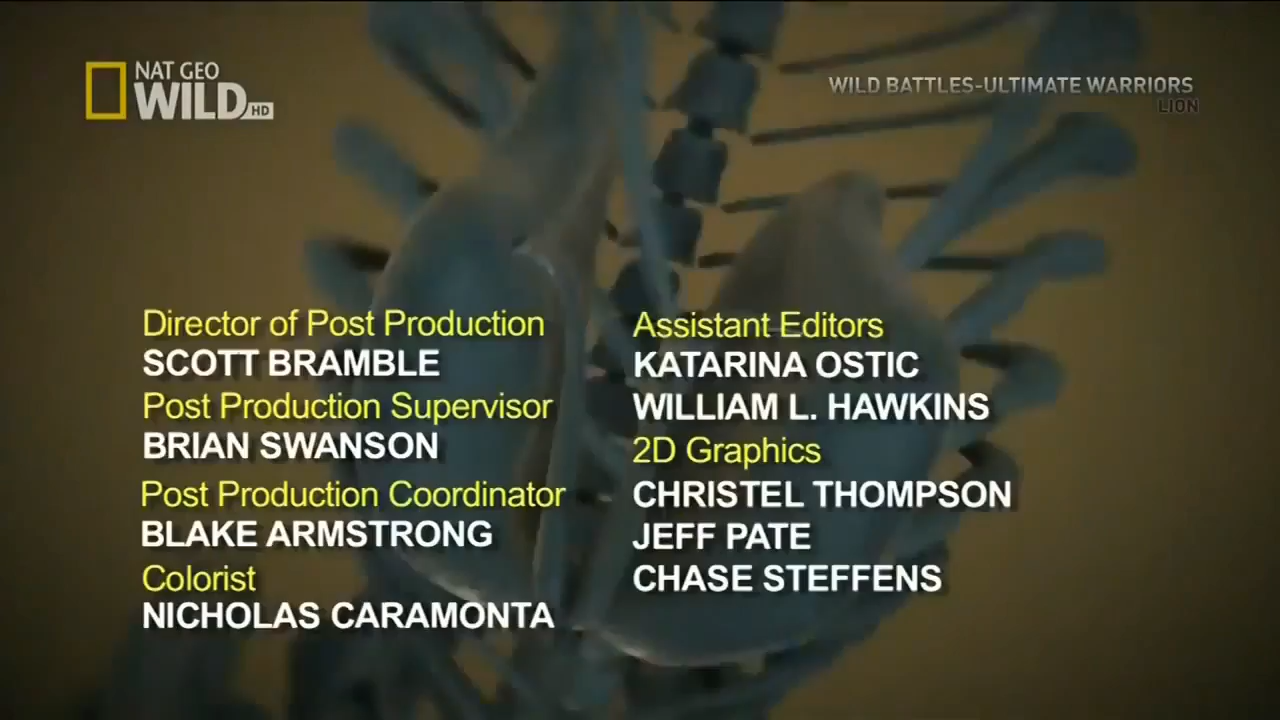 NAT GEO
WILD HD
WILD BATTLES-ULTIMATE WARRIORS
LION
Director of Post Production
SCOTT BRAMBLE
Post Production Supervisor
BRIAN SWANSON
Post Production Coordinator
BLAKE ARMSTRONG
Colorist
NICHOLAS CARAMONTA
Assistant Editors
KATARINA OSTIC
WILLIAM L. HAWKINS
2D Graphics
CHRISTEL THOMPSON
JEFF PATE
CHASE STEFFENS